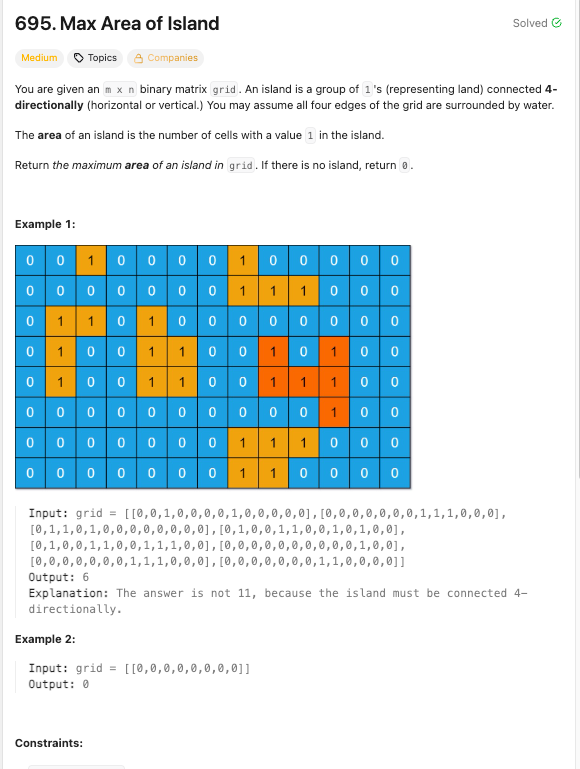 695. Max Area of Island
Solved
Medium Topics Companies
You are given an m x n binary matrix grid. An island is a group of 1's (representing land) connected 4-
directionally (horizontal or vertical.) You may assume all four edges of the grid are surrounded by water.
The area of an island is the number of cells with a value 1 in the island.
Return the maximum area of an island in grid. If there is no island, return 0.
Example 1:
0 0 1 0 0 0 0 1 0 0 0 0 0
0 0 0 0 0 0 0 1 1 1 0 0 0
0 1 1 0 1 0 0 0 0 0 0 0 0
0 1 0 0 1 1 0 0 1 0 1 0 0
0 1 0 0 1 1 0 0 1 1 1 0 0
0 0 0 0 0 0 0 0 0 0 1 0 0
0 0 0 0 0 0 0 1 1 1 0 0 0
0 0 0 0 0 0 0 1 1 0 0 0 0
Input: grid = [[0,0,1,0,0,0,0,1,0,0,0,0,0],[0,0,0,0,0,0,0,1,1,1,0,0,0],
[0,1,1,0,1,0,0,0,0,0,0,0,0],[0,1,0,0,1,1,0,0,1,0,1,0,0],
[0,1,0,0,1,1,0,0,1,1,1,0,0],[0,0,0,0,0,0,0,0,0,0,1,0,0],
[0,0,0,0,0,0,0,1,1,1,0,0,0],[0,0,0,0,0,0,0,1,1,0,0,0,0]]
Output: 6
Explanation: The answer is not 11, because the island must be connected 4-
directionally.
Example 2:
Input: grid = [[0,0,0,0,0,0,0,0]]
Output: 0
Constraints: